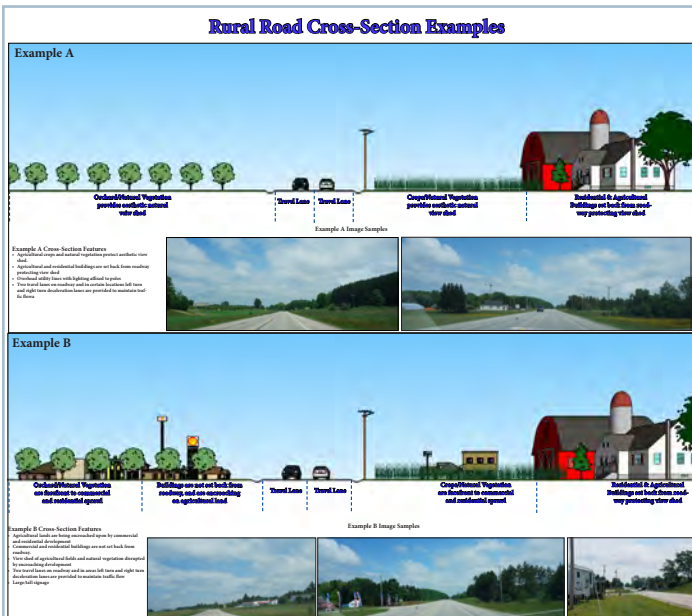 Rural Road Cross-Section Examples
Example A
Orchard/Natural Vegetation
provides aesthetic natural
view shed
Travel Lane
Travel Lane
Crops/Natural Vegetation
provides aesthetic natural
view shed
Residential & Agricultural
Buildings set back from road-
way protecting view shed
Example A Image Samples
Example A Cross-Section Features
• Agricultural crops and natural vegetation protect aesthetic view
shed
• Agricultural and residential buildings are set back from roadway
protecting view shed
• Overhead utility lines with lighting affixed to poles
• Two travel lanes on roadway and in certain locations left turn
and right turn deceleration lanes are provided to maintain traf-
fic flows
Example B
Orchard/Natural Vegetation
are forefront to commercial
and residential sprawl
Buildings are not set back from
roadway, and are encroaching
on agricultural land
Travel Lane
Travel Lane
Crops/Natural Vegetation
are forefront to commercial
and residential sprawl
Residential & Agricultural
Buildings set back from road-
way protecting view shed
Example B Image Samples
Example B Cross-Section Features
• Agricultural lands are being encroached upon by commercial
and residential development
• Commercial and residential buildings are not set back from
roadway.
• View shed of agricultural fields and natural vegetation disrupted
by encroaching development
• Two travel lanes on roadway and in areas left turn and right turn
deceleration lanes are provided to maintain traffic flow
• Large/tall signage